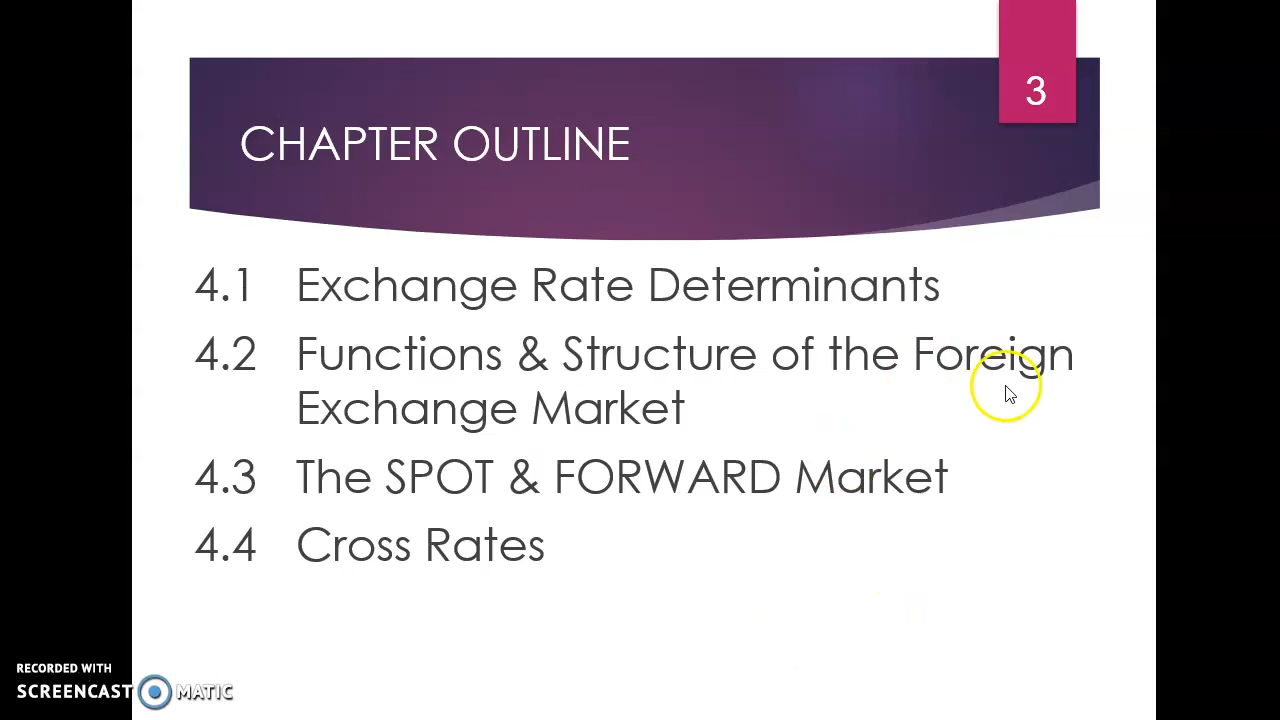 3
CHAPTER OUTLINE
4.1 Exchange Rate Determinants
4.2 Functions & Structure of the Foreign
Exchange Market
4.3 The SPOT & FORWARD Market
4.4 Cross Rates
RECORDED WITH
SCREENCAST MATIC